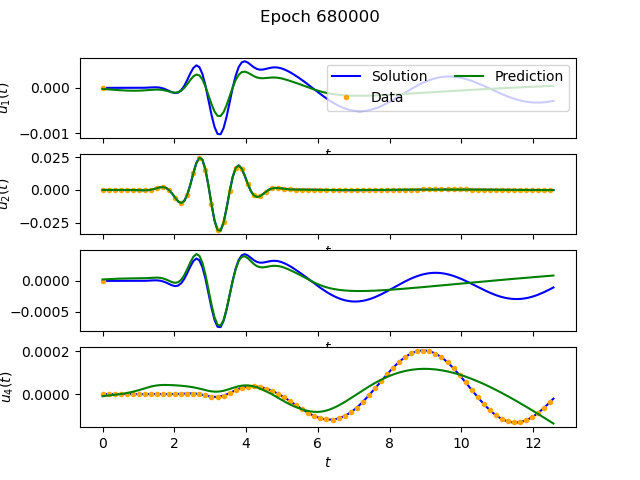 Epoch 680000
u₁(t)
0.000
−0.001
Solution
Data
Prediction
u₂(t)
0.025
0.000
−0.025
0.0000
−0.0005
u₄(t)
0.0002
0.0000
0 2 4 6 8 10 12
t